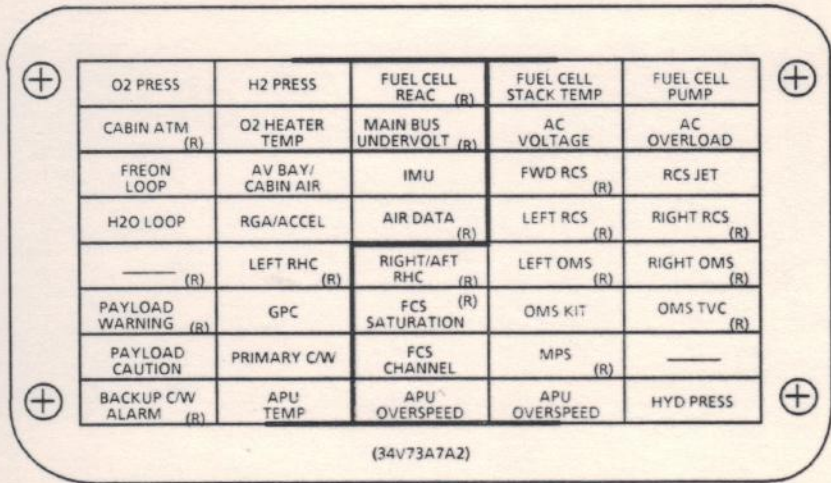 O2 PRESS
H2 PRESS
FUEL CELL
REAC (R)
FUEL CELL
STACK TEMP
FUEL CELL
PUMP
CABIN ATM
(R)
O2 HEATER
TEMP
MAIN BUS
UNDERVOLT (R)
AC
VOLTAGE
AC
OVERLOAD
FREON
LOOP
AV BAY/
CABIN AIR
IMU
FWD RCS
(R)
RCS JET
H2O LOOP
RGA/ACCEL
AIR DATA
(R)
LEFT RCS
(R)
RIGHT RCS
(R)
(R)
LEFT RHC
(R)
RIGHT/AFT
RHC (R)
LEFT OMS
(R)
RIGHT OMS
(R)
PAYLOAD
WARNING (R)
GPC
FCS (R)
SATURATION
OMS KIT
OMS TVC
(R)
PAYLOAD
CAUTION
PRIMARY C/W
FCS
CHANNEL
MPS
(R)
BACKUP C/W
ALARM (R)
APU
TEMP
APU
OVERSPEED
APU
OVERSPEED
HYD PRESS
(34V73A7A2)